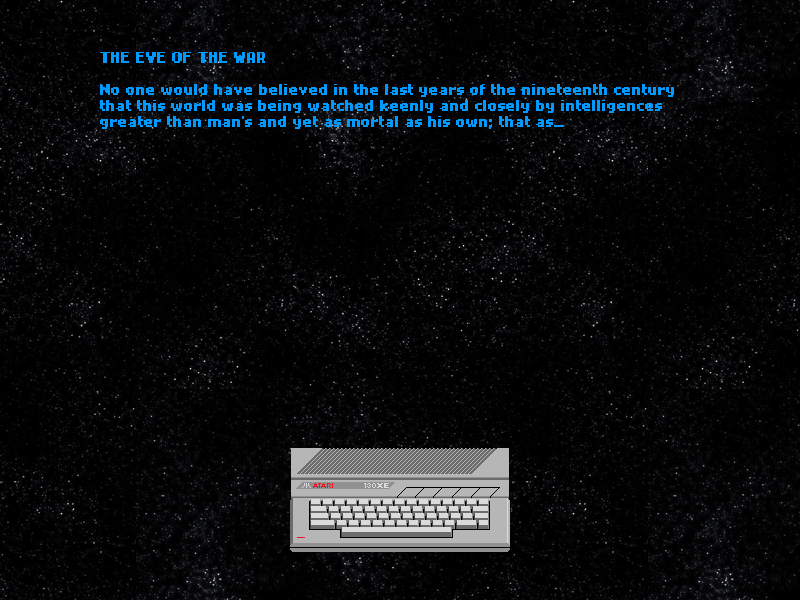 THE EVE OF THE WAR
No one would have believed in the last years of the nineteenth century
that this world was being watched keenly and closely by intelligences
greater than man's and yet as mortal as his own; that as_
ATARI 130XE